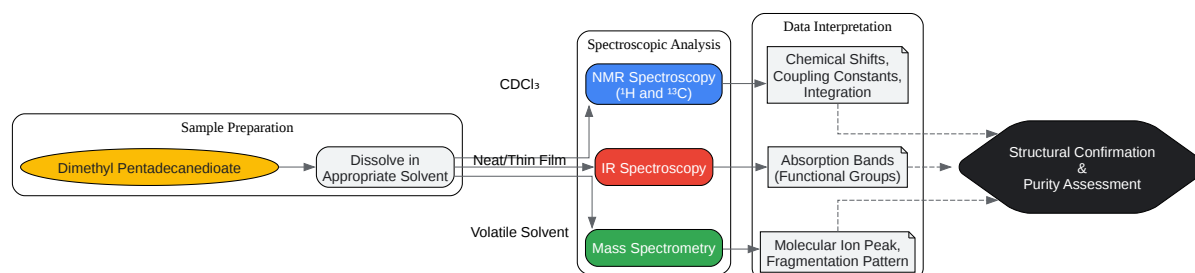 Sample Preparation
Dimethyl Pentadecanedioate
Dissolve in
Appropriate Solvent
CDCl₃
Neat/Thin Film
Volatile Solvent
Spectroscopic Analysis
NMR Spectroscopy
(¹H and ¹³C)
IR Spectroscopy
Mass Spectrometry
Data Interpretation
Chemical Shifts,
Coupling Constants,
Integration
Absorption Bands
(Functional Groups)
Molecular Ion Peak,
Fragmentation Pattern
Structural Confirmation
&
Purity Assessment